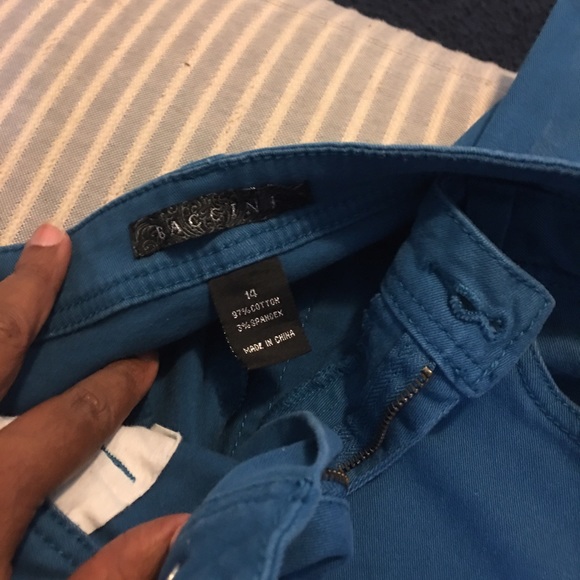 BACCINI
14
97% COTTON
3% SPANDEX
MADE IN CHINA